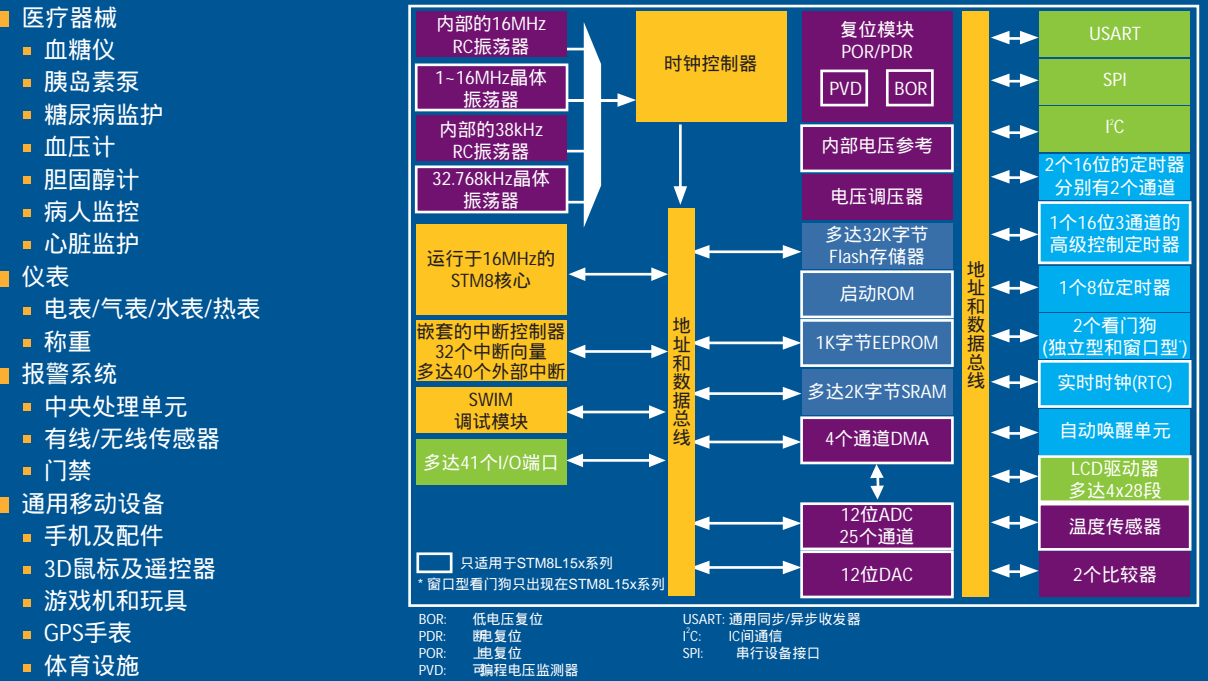 医疗器械
血糖仪
胰岛素泵
糖尿病监护
血压计
胆固醇计
病人监控
心脏监护
仪表
电表/气表/水表/热表
称重
报警系统
中央处理单元
有线/无线传感器
门禁
通用移动设备
手机及配件
3D鼠标及遥控器
游戏机和玩具
GPS手表
体育设施
内部的16MHz
RC振荡器
1~16MHz晶体
振荡器
内部的38kHz
RC振荡器
32.768kHz晶体
振荡器
时钟控制器
运行于16MHz的
STM8核心
嵌套的中断控制器
32个中断向量
多达40个外部中断
SWIM
调试模块
多达41个I/O端口
地址和数据总线
复位模块
POR/PDR
PVD
BOR
内部电压参考
电压调压器
多达32K字节
Flash存储器
启动ROM
1K字节EEPROM
多达2K字节SRAM
4个通道DMA
12位ADC
25个通道
12位DAC
地址和数据总线
USART
SPI
I²C
2个16位的定时器
分别有2个通道
1个16位3通道的
高级控制定时器
1个8位定时器
2个看门狗
(独立型和窗口型*)
实时时钟(RTC)
自动唤醒单元
LCD驱动器
多达4x28段
温度传感器
2个比较器
只适用于STM8L15x系列
* 窗口型看门狗只出现在STM8L15x系列
BOR: 低电压复位
PDR: 断电复位
POR: 上电复位
PVD: 可编程电压监测器
USART: 通用同步/异步收发器
I²C: IC间通信
SPI: 串行设备接口